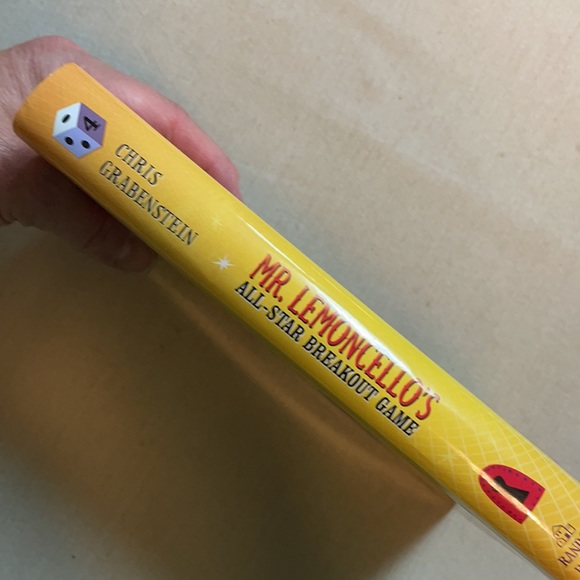 4
CHRIS
GRABENSTEIN
MR. LEMONCELLO'S
ALL-STAR BREAKOUT GAME